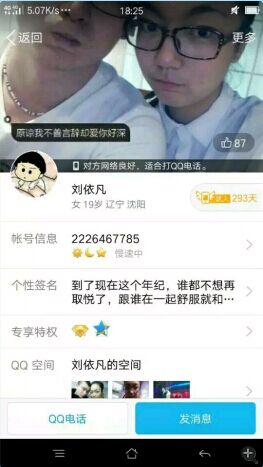 5.07K/s... 18:25
返回 更多
原谅我不善言辞却爱你好深
87
对方网络良好，适合打QQ电话。
刘依凡
女 19岁 辽宁 沈阳
293天
帐号信息 2226467785
慢速中
个性签名 到了现在这个年纪，谁都不想再
取悦了，跟谁在一起舒服就和...
专享特权
QQ 空间 刘依凡的空间
QQ电话 发消息